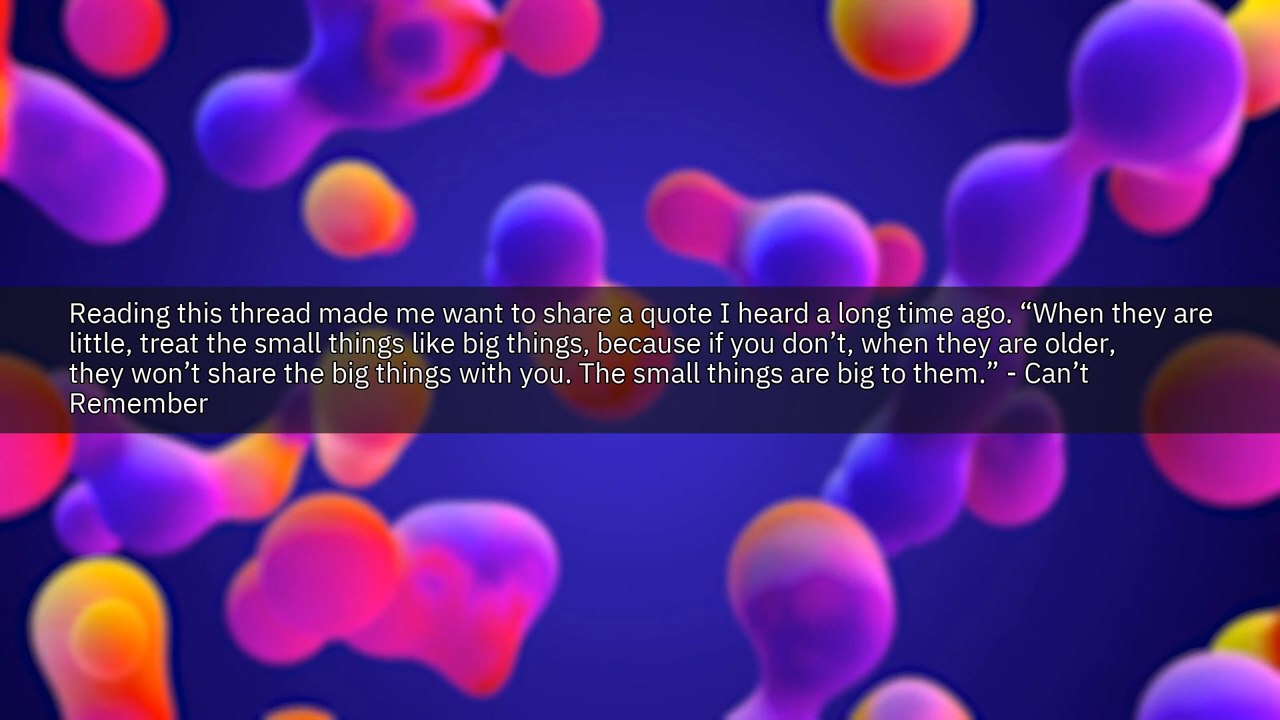 Reading this thread made me want to share a quote I heard a long time ago. “When they are
little, treat the small things like big things, because if you don’t, when they are older,
they won’t share the big things with you. The small things are big to them.” - Can’t
Remember